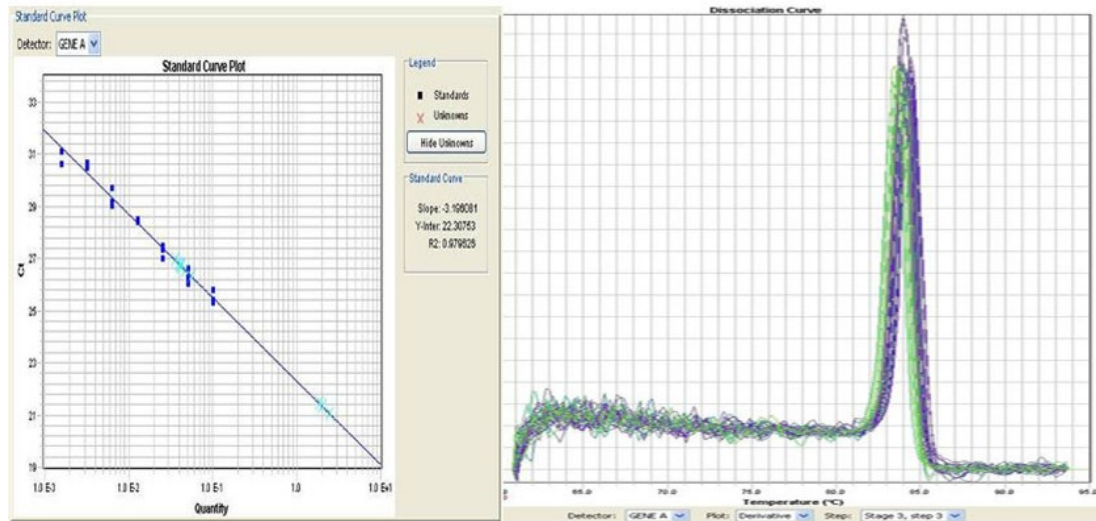 Standard Curve Plot
Detector: GENE A
Standard Curve Plot
33
31
29
27
25
23
21
19
Ct
1.0 E-3 1.0 E-2 1.0 E-1 1.0 1.0 E+1
Quantity
Legend
Standards
Unknowns
Hide Unknowns
Standard Curve
Slope: -3.196081
Y-Inter: 22.30753
R2: 0.979626
Dissociation Curve
65.0 70.0 75.0 80.0 85.0 90.0 95.0
Temperature (°C)
Detector: GENE A Plot: Derivative Step: Stage 3, step 3